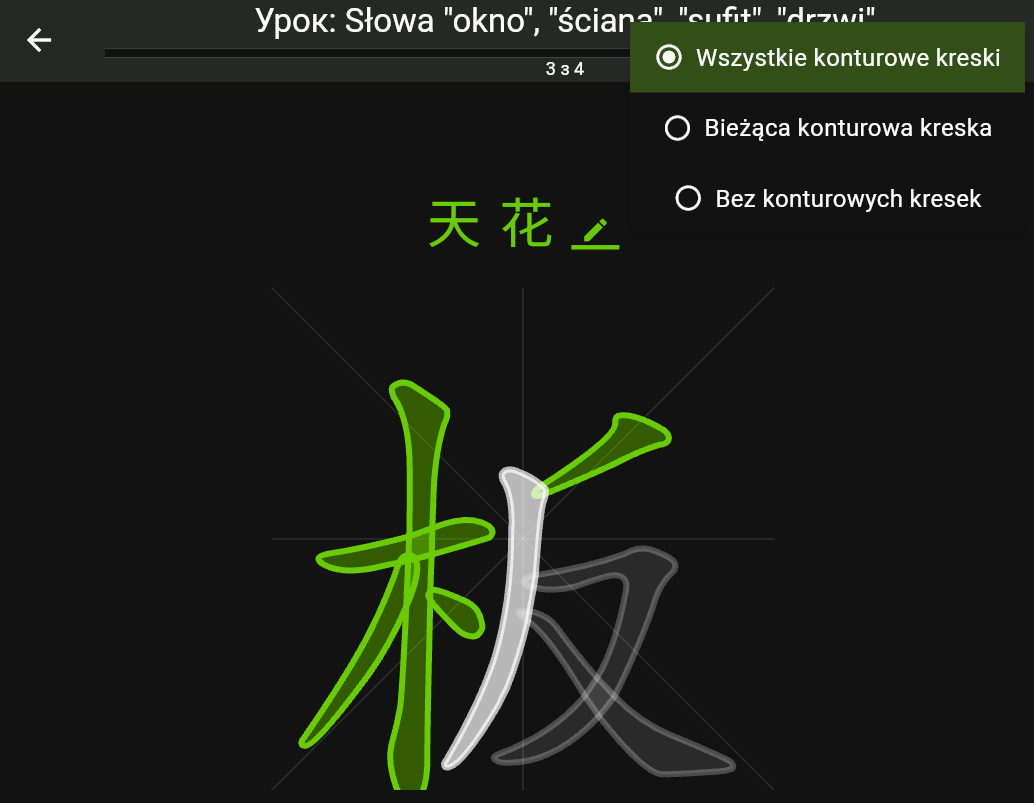 Урок: Słowa "okno", "ściana", "sufit", "drzwi"
3 з 4
Wszystkie konturowe kreski
Bieżąca konturowa kreska
Bez konturowych kresek
天花
板